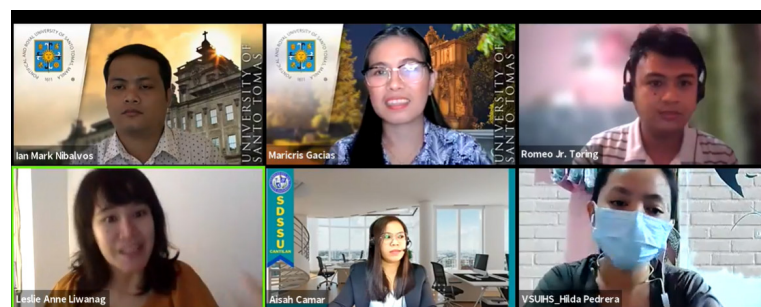 UNIVERSITY OF
SANTO TOMAS
Ian Mark Nibalvos
UNIVERSITY OF
SANTO TOMAS
Maricris Gacias
Romeo Jr. Toring
Leslie Anne Liwanag
SDSSU
CANTILAN
Aisah Camar
VSUIHS_Hilda Pedrera